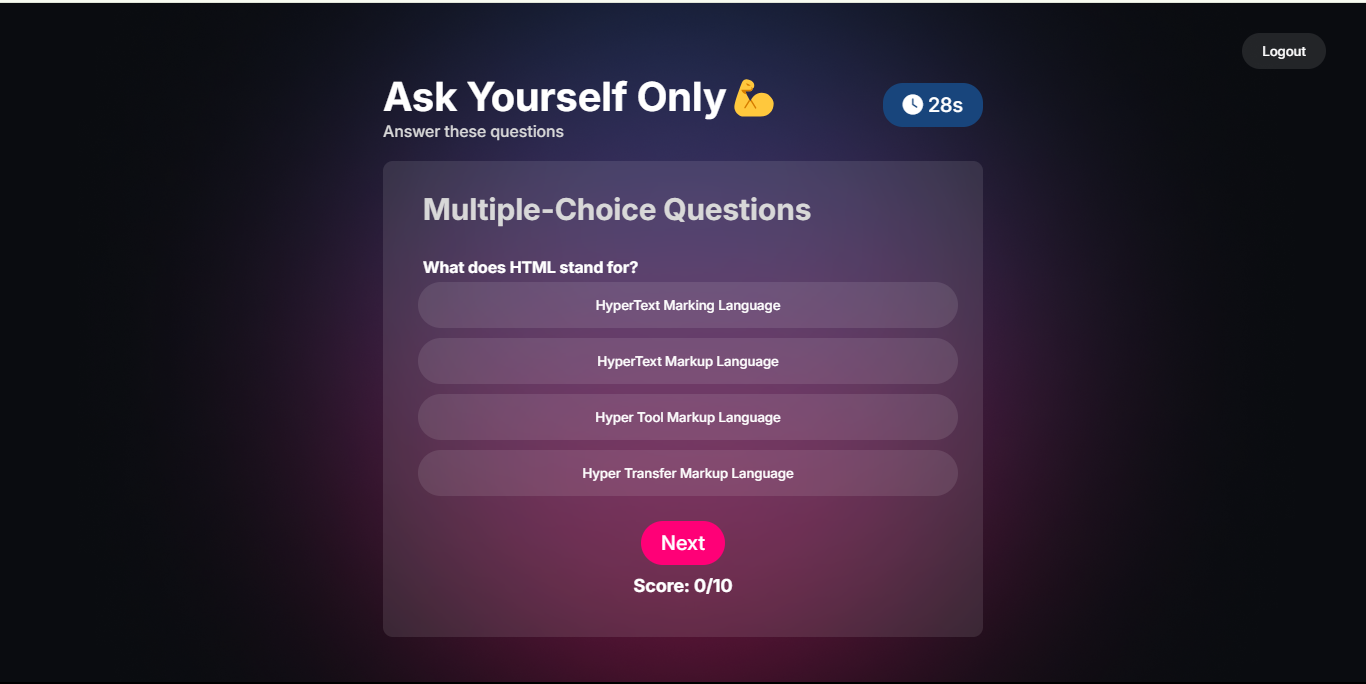 Logout
Ask Yourself Only💪
28s
Answer these questions
Multiple-Choice Questions
What does HTML stand for?
HyperText Marking Language
HyperText Markup Language
Hyper Tool Markup Language
Hyper Transfer Markup Language
Next
Score: 0/10